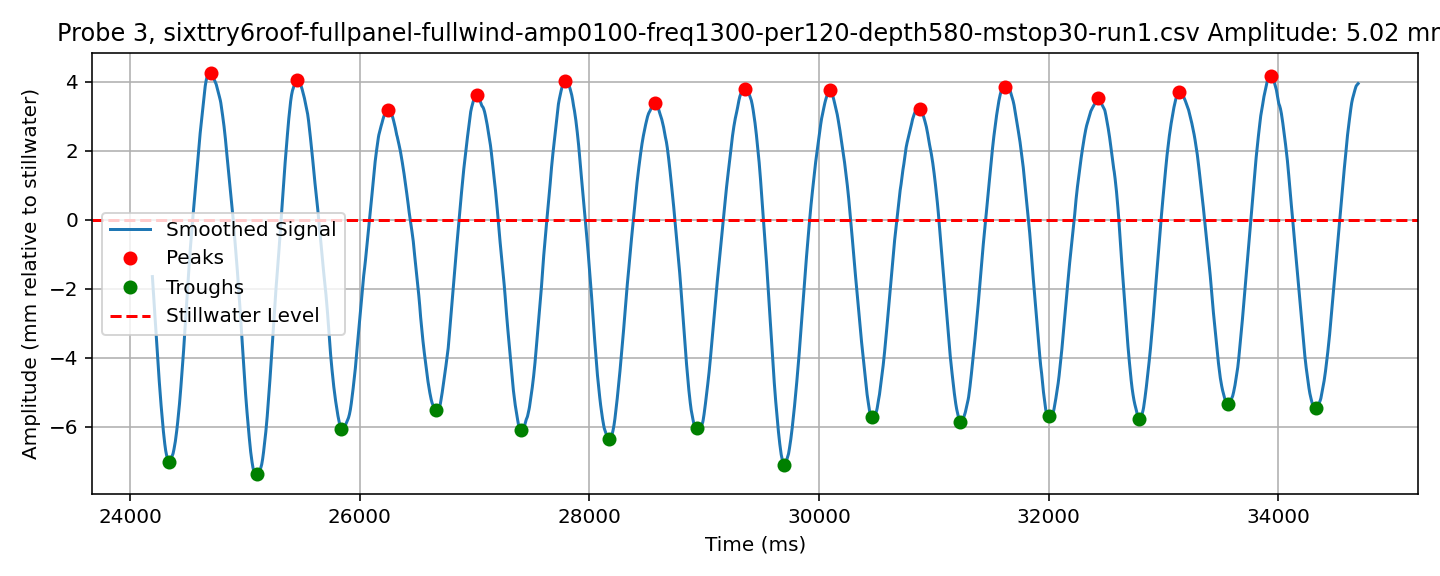 Probe 3, sixttry6roof-fullpanel-fullwind-amp0100-freq1300-per120-depth580-mstop30-run1.csv Amplitude: 5.02 mm
Amplitude (mm relative to stillwater)
4
2
0
−2
−4
−6
Smoothed Signal
Peaks
Troughs
Stillwater Level
24000 26000 28000 30000 32000 34000
Time (ms)